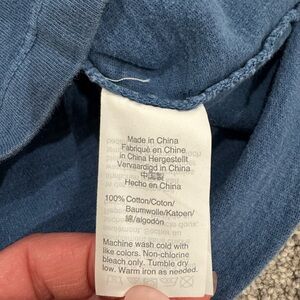 Made in China
Fabriqué en Chine
in China Hergestellt
Vervaardigd in China
中国製
Hecho en China
100% Cotton/Coton/
Baumwolle/Katoen/
綿/algodón
Machine wash cold with
like colors. Non-chlorine
bleach only. Tumble dry
low. Warm iron as needed.